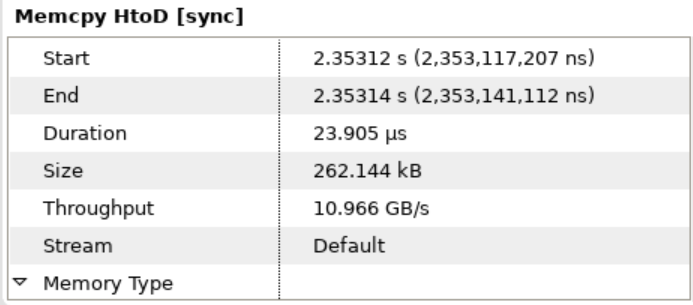 Memcpy HtoD [sync]
Start 2.35312 s (2,353,117,207 ns)
End 2.35314 s (2,353,141,112 ns)
Duration 23.905 µs
Size 262.144 kB
Throughput 10.966 GB/s
Stream Default
Memory Type